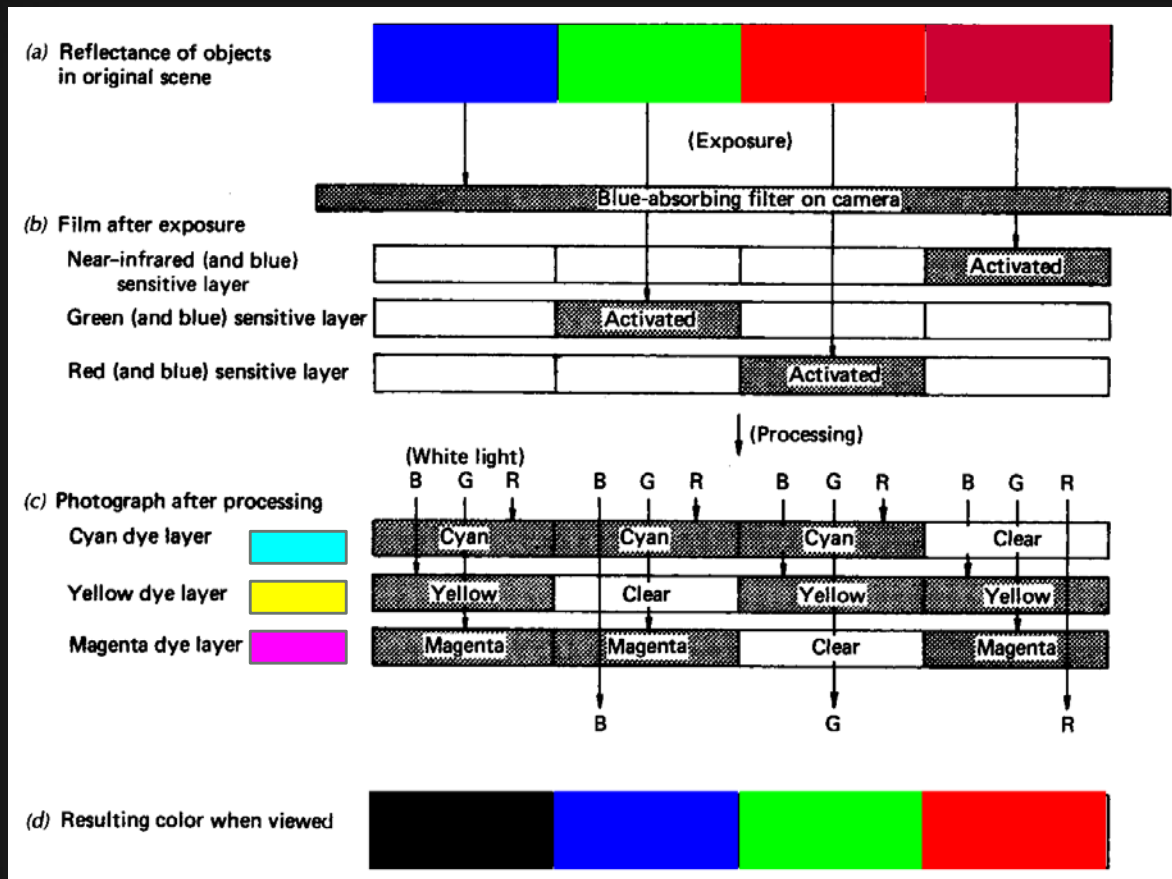 (a) Reflectance of objects
in original scene
(Exposure)
Blue-absorbing filter on camera
(b) Film after exposure
Near-infrared (and blue)
sensitive layer
Activated
Green (and blue) sensitive layer
Activated
Red (and blue) sensitive layer
Activated
(Processing)
(White light)
B G R B G R B G R B G R
(c) Photograph after processing
Cyan dye layer
Cyan Cyan Cyan Clear
Yellow dye layer
Yellow Clear Yellow Yellow
Magenta dye layer
Magenta Magenta Clear Magenta
B G R
(d) Resulting color when viewed